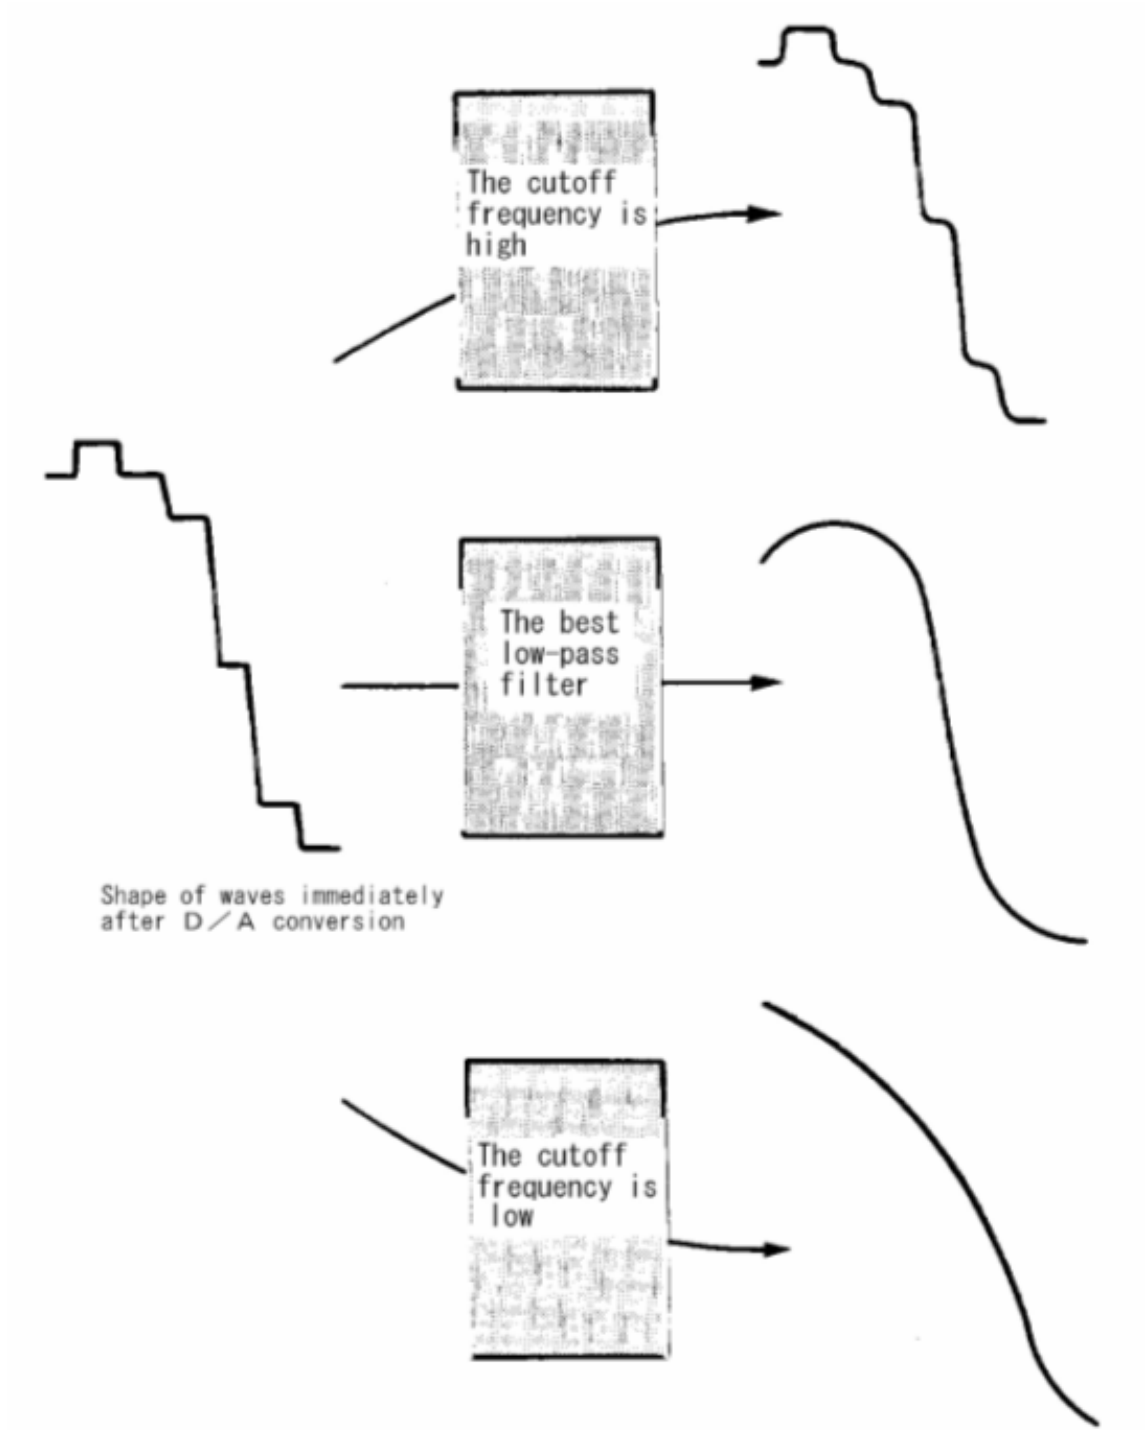 The cutoff
frequency is
high
The best
low-pass
filter
Shape of waves immediately
after D／A conversion
The cutoff
frequency is
low